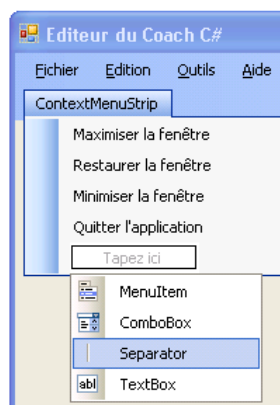 Editeur du Coach C#
Fichier Edition Outils Aide
ContextMenuStrip
Maximiser la fenêtre
Restaurer la fenêtre
Minimiser la fenêtre
Quitter l'application
Tapez ici
MenuItem
ComboBox
Separator
abl TextBox